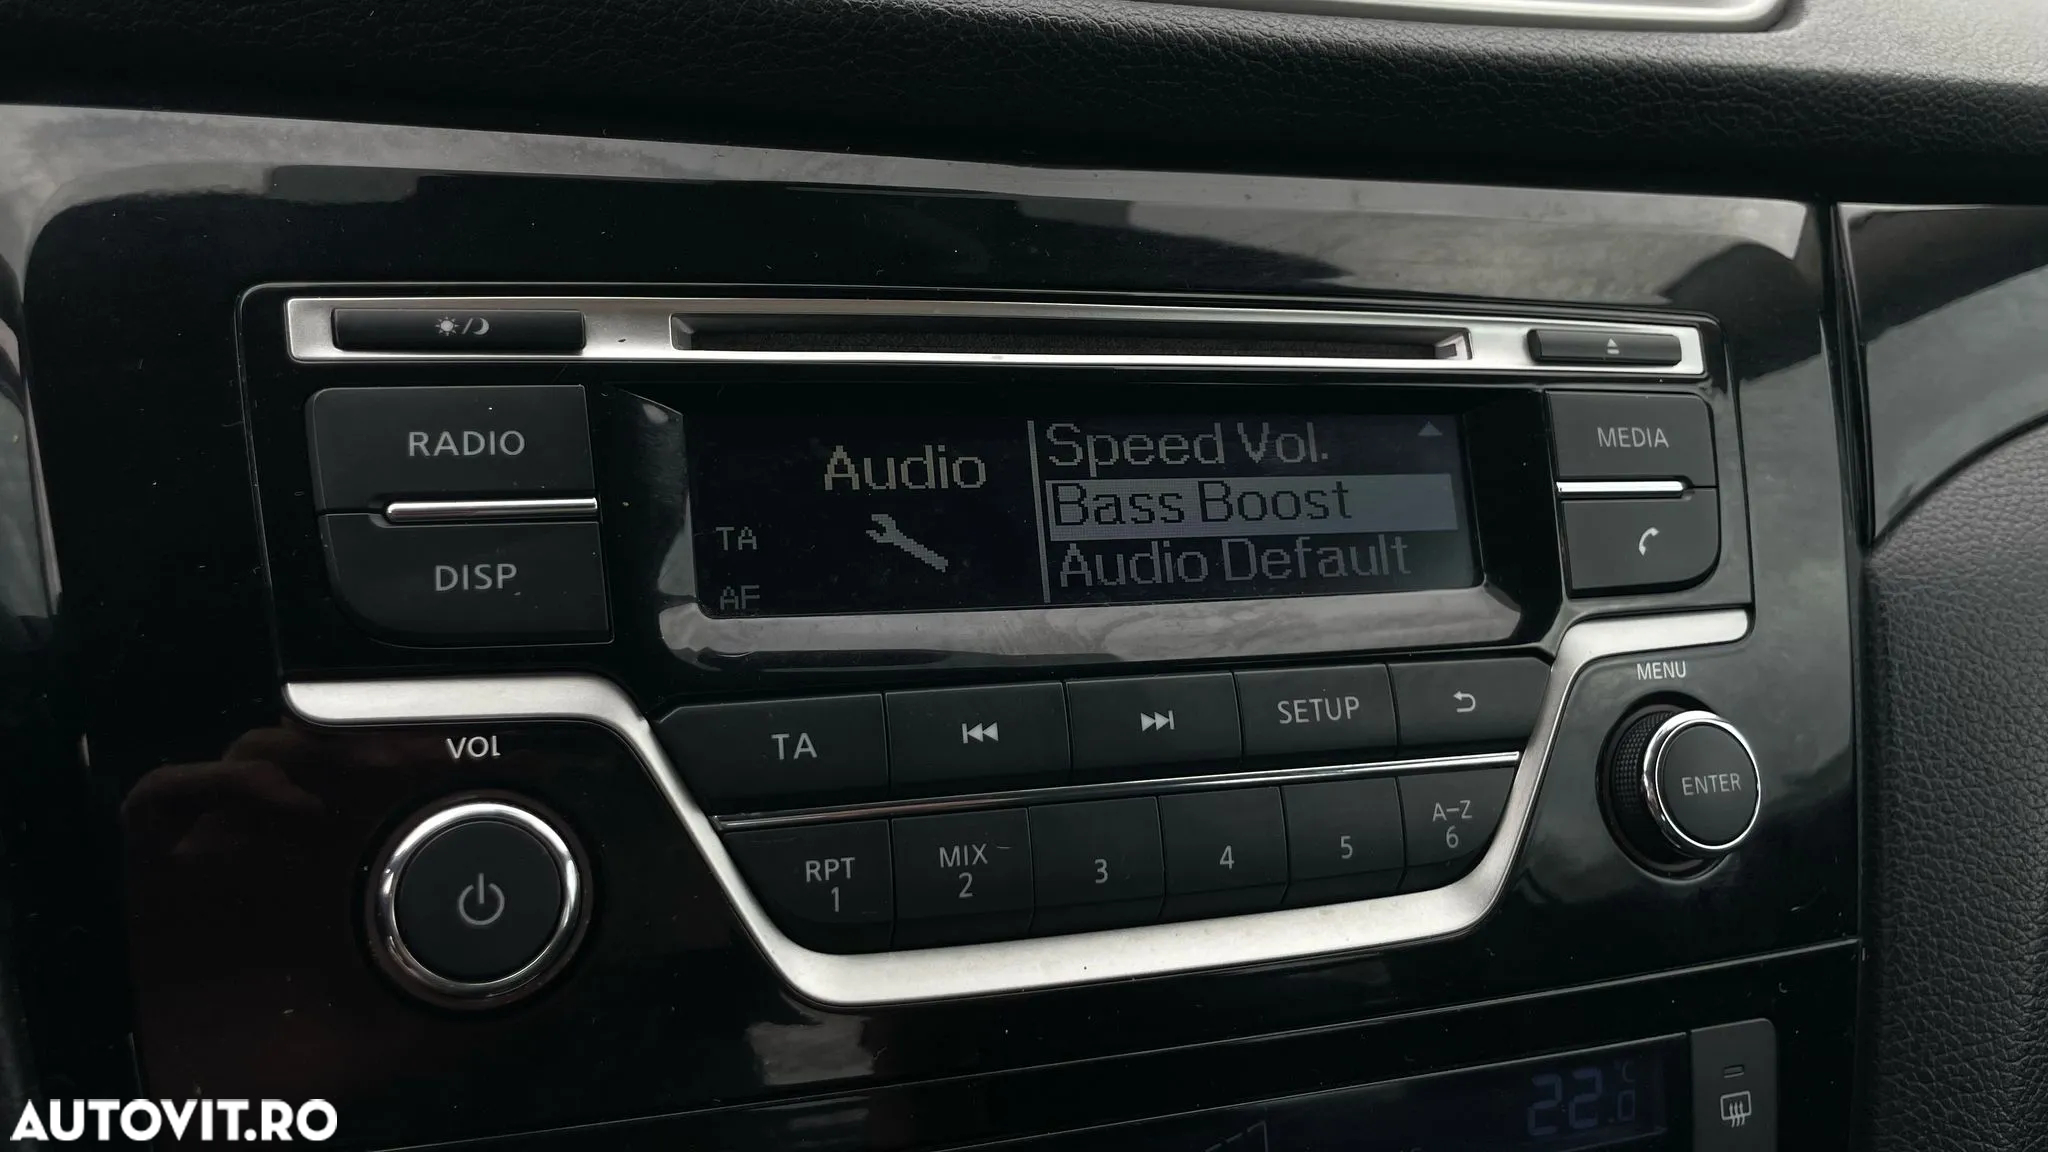 RADIO
DISP
Audio
TA
AF
Speed Vol.
Bass Boost
Audio Default
MEDIA
MENU
ENTER
VOL
TA
SETUP
RPT
1
MIX
2
3
4
5
A-Z
6
22.0
°C
AUTOVIT.RO